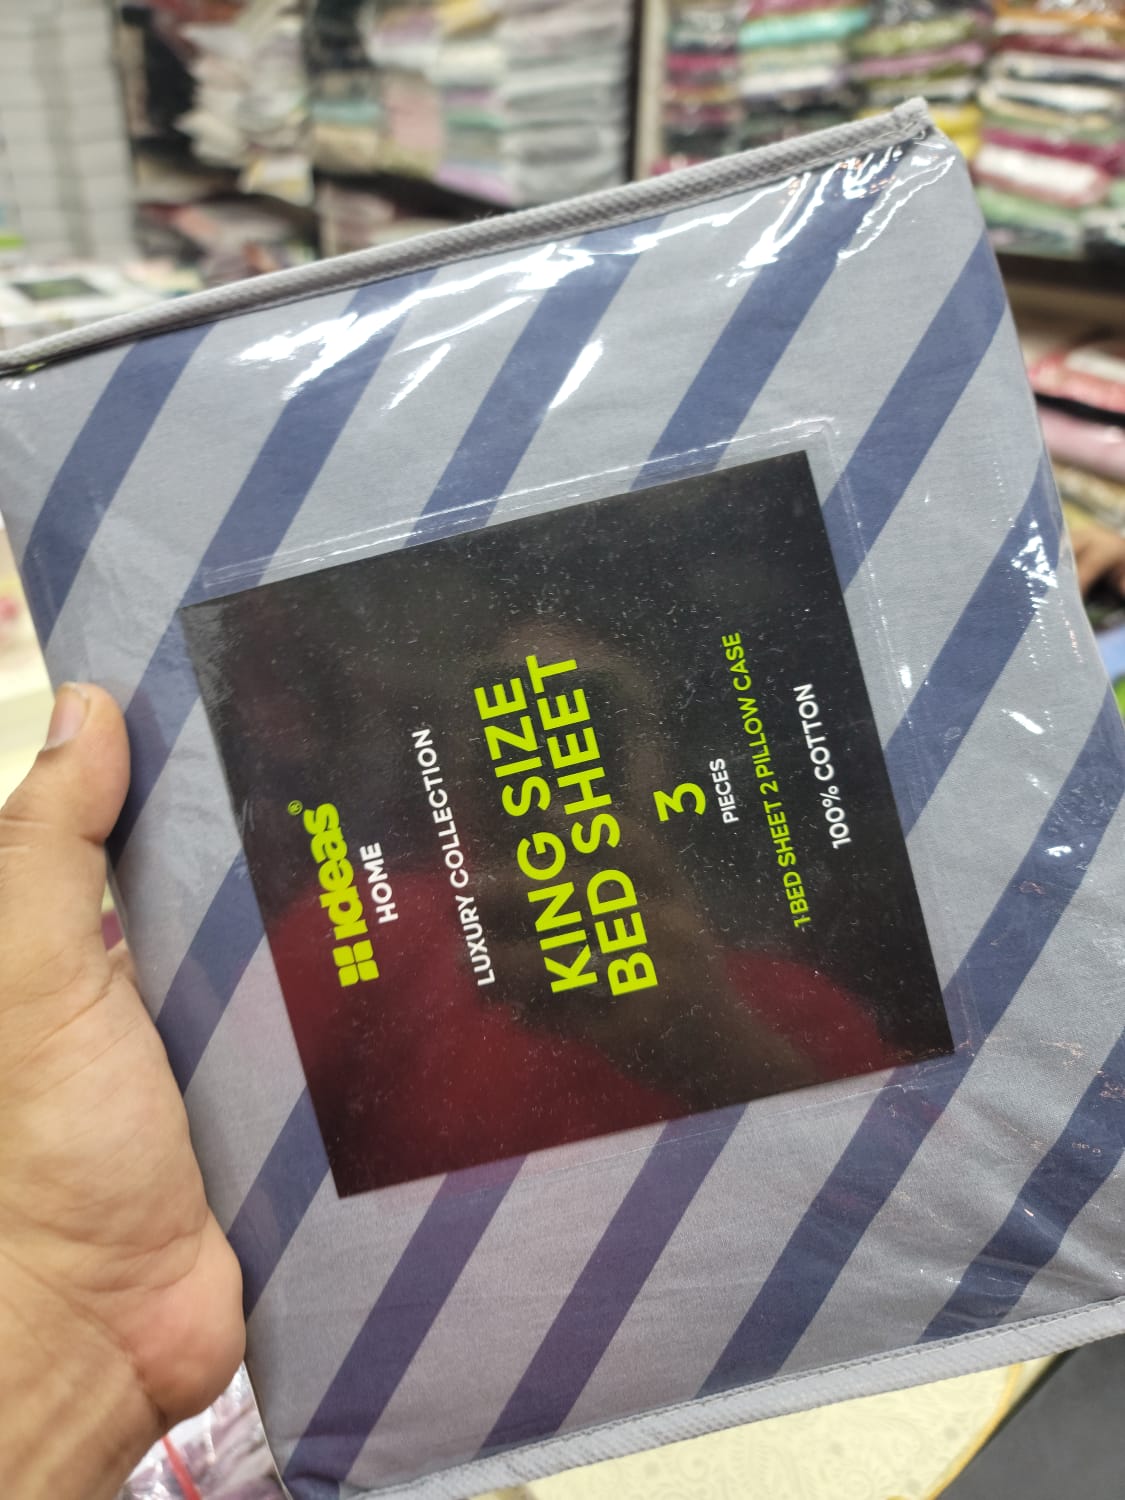 ideas®
HOME
LUXURY COLLECTION
KING SIZE
BED SHEET
3
PIECES
1 BED SHEET 2 PILLOW CASE
100% COTTON